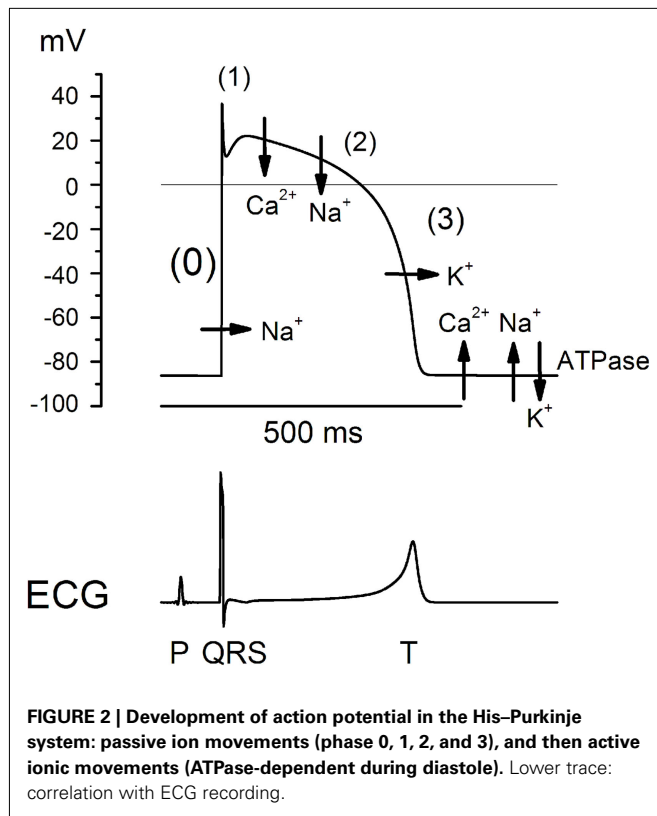 mV
(1)
40
20
(2)
0
Ca²⁺
Na⁺
-20
(3)
(0)
-40
K⁺
-60
Na⁺
Ca²⁺ Na⁺
-80
ATPase
-100
K⁺
500 ms
ECG
P QRS T
FIGURE 2 | Development of action potential in the His–Purkinje
system: passive ion movements (phase 0, 1, 2, and 3), and then active
ionic movements (ATPase-dependent during diastole). Lower trace:
correlation with ECG recording.